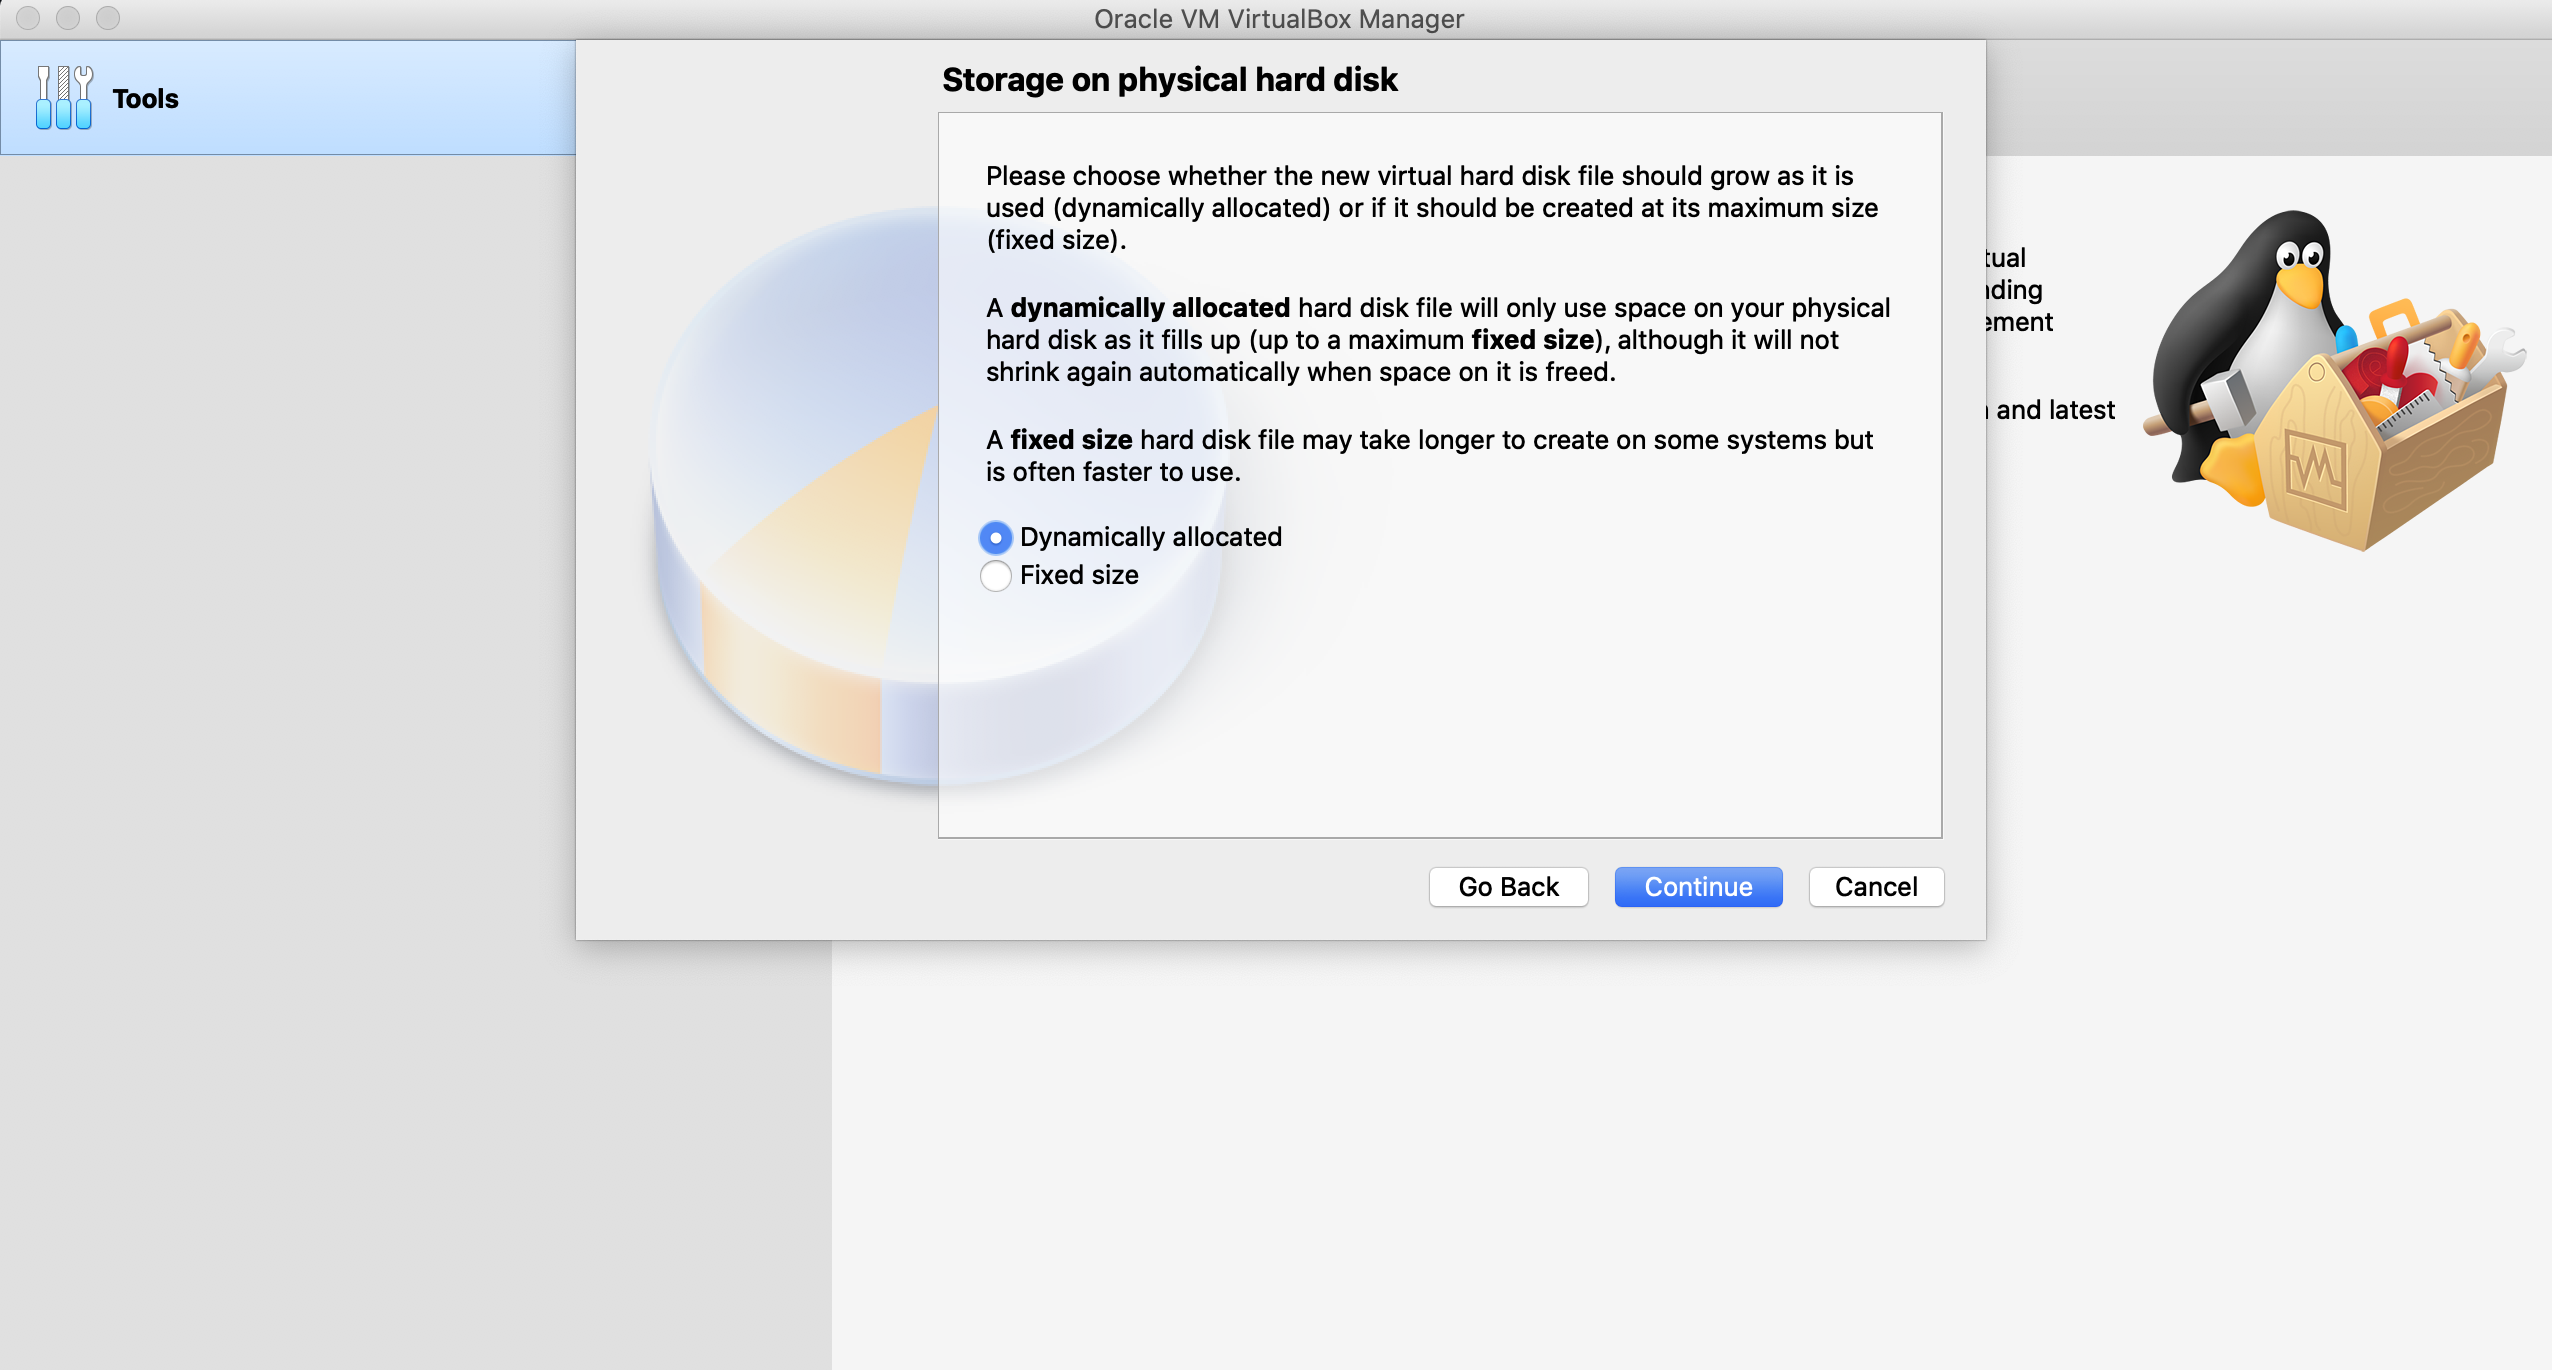 Oracle VM VirtualBox Manager
Tools
Storage on physical hard disk
Please choose whether the new virtual hard disk file should grow as it is
used (dynamically allocated) or if it should be created at its maximum size
(fixed size).
A dynamically allocated hard disk file will only use space on your physical
hard disk as it fills up (up to a maximum fixed size), although it will not
shrink again automatically when space on it is freed.
A fixed size hard disk file may take longer to create on some systems but
is often faster to use.
Dynamically allocated
Fixed size
Go Back
Continue
Cancel
and latest